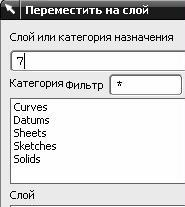 Переместить на слой
Слой или категория назначения
7
Категория Фильтр *
Curves
Datums
Sheets
Sketches
Solids
Слой